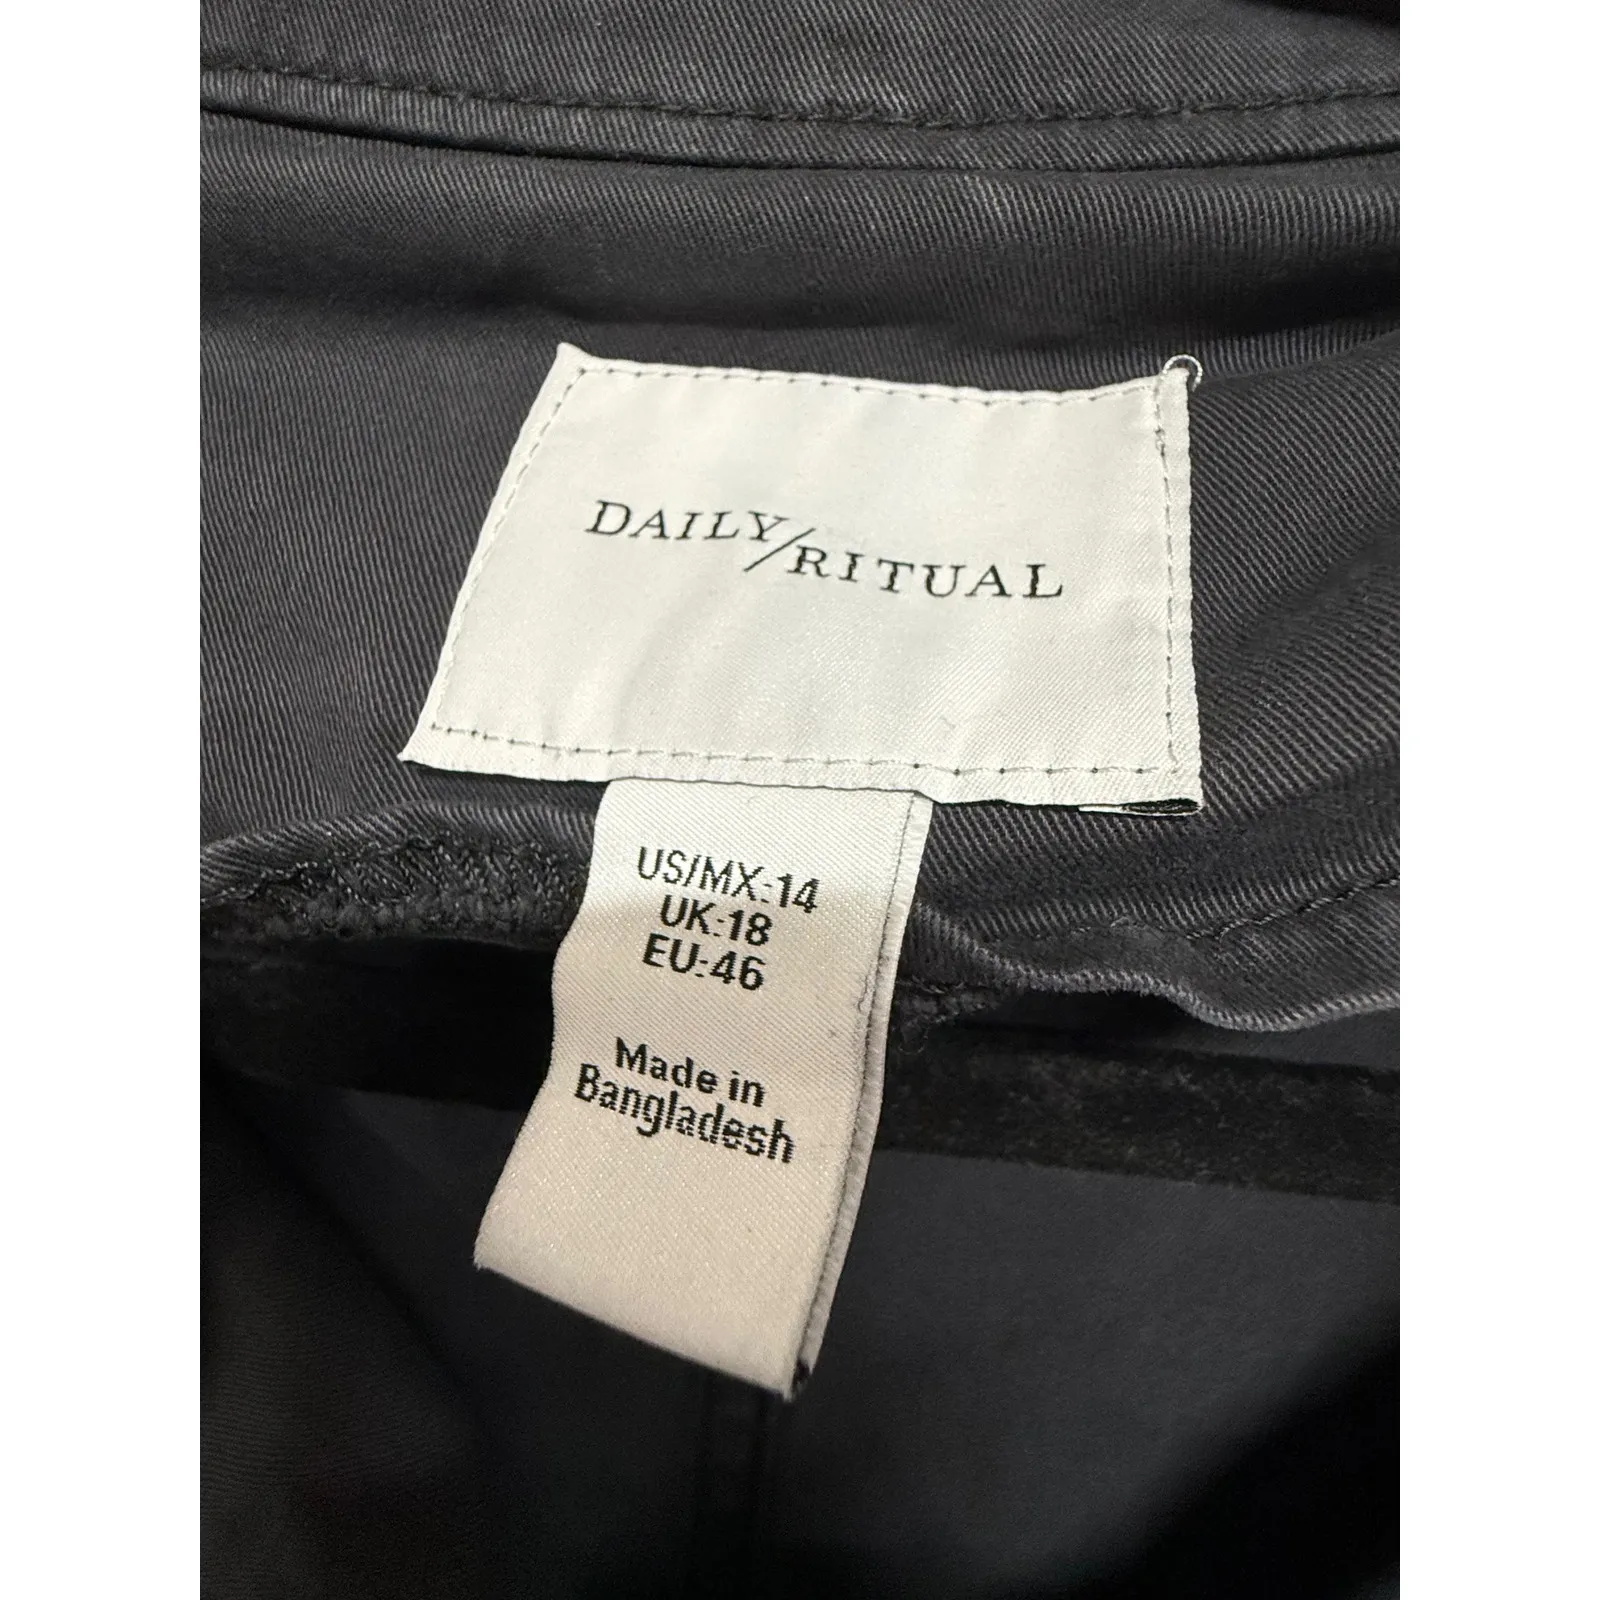 DAILY/RITUAL
US/MX:14
UK:18
EU:46
Made in
Bangladesh